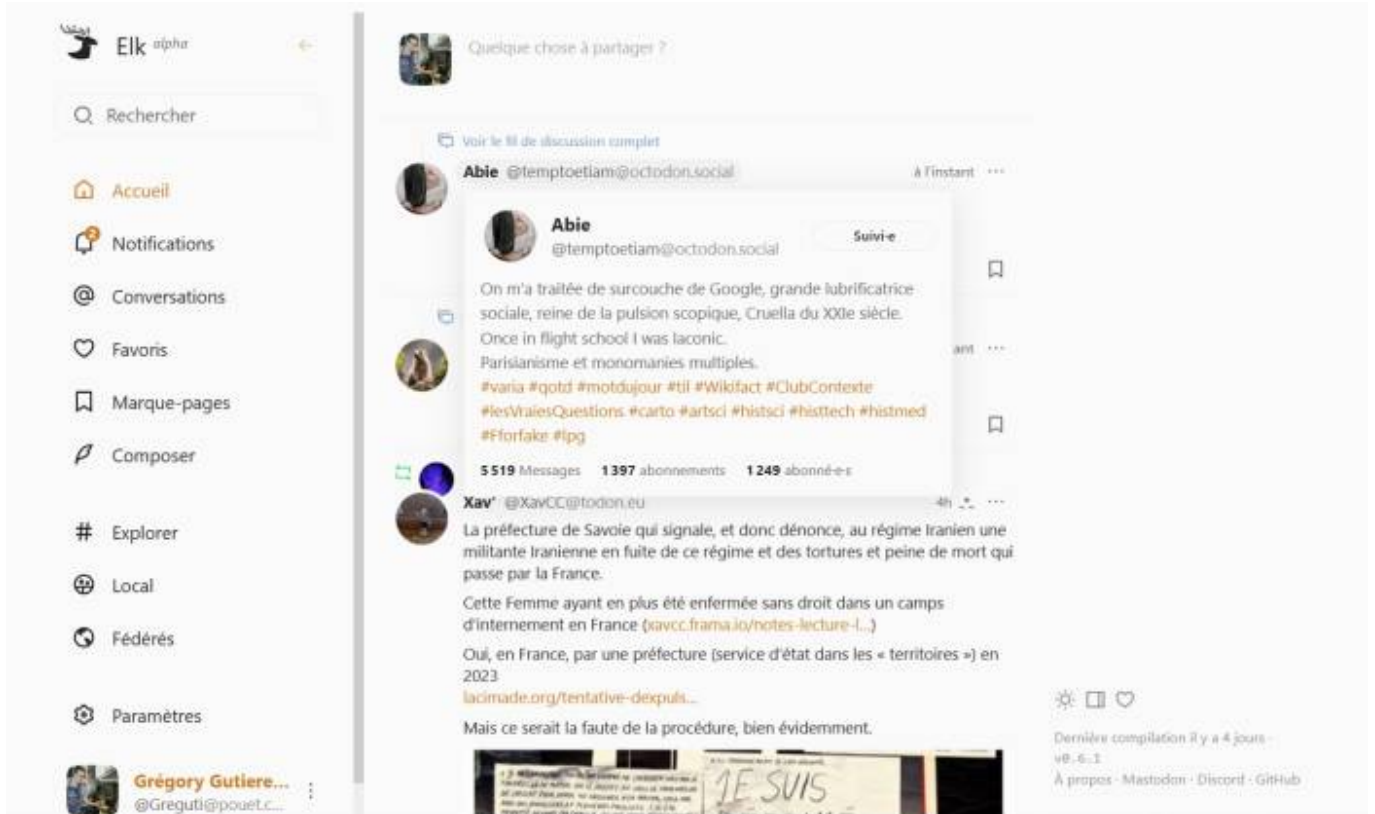 Elk alpha
Rechercher
Accueil
2
Notifications
Conversations
Favoris
Marque-pages
Composer
Explorer
Local
Fédérés
Paramètres
Grégory Gutiere...
@Greguti@pouet.c...
Quelque chose à partager ?
Voir le fil de discussion complet
Abie @temptoetiam@octodon.social à l'instant ...
Abie
@temptoetiam@octodon.social
Suivi·e
On m'a traitée de surcouche de Google, grande lubrificatrice
sociale, reine de la pulsion scopique, Cruella du XXIe siècle.
Once in flight school I was laconic.
Parisianisme et monomanies multiples.
#varia #qotd #motdujour #til #Wikifact #ClubContexte
#lesVraiesQuestions #carto #artsci #histsci #histtech #histmed
#Fforfake #lpg
5 519 Messages 1 397 abonnements 1 249 abonné·e·s
ant ...
Xav' @XavCC@todon.eu 4h ...
La préfecture de Savoie qui signale, et donc dénonce, au régime Iranien une
militante Iranienne en fuite de ce régime et des tortures et peine de mort qui
passe par la France.
Cette Femme ayant en plus été enfermée sans droit dans un camps
d'internement en France (xavcc.frama.io/notes-lecture-l...)
Oui, en France, par une préfecture (service d'état dans les « territoires ») en
2023
lacimade.org/tentative-dexpuls...
Mais ce serait la faute de la procédure, bien évidemment.
JE SUIS
Dernière compilation il y a 4 jours ·
v0.6.1
À propos · Mastodon · Discord · GitHub